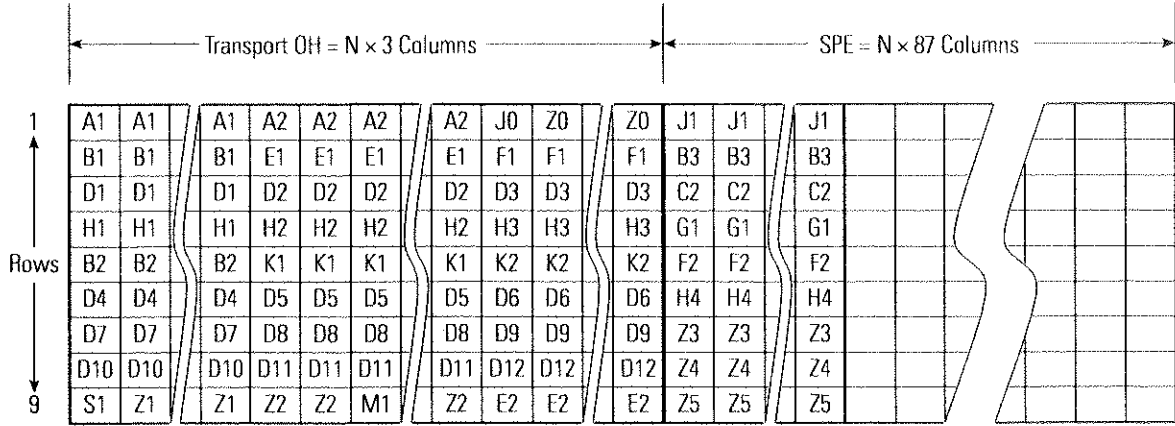 Transport OH = N × 3 Columns SPE = N × 87 Columns
1 A1 A1 A1 A2 A2 A2 A2 J0 Z0 Z0 J1 J1 J1
B1 B1 B1 E1 E1 E1 E1 F1 F1 F1 B3 B3 B3
D1 D1 D1 D2 D2 D2 D2 D3 D3 D3 C2 C2 C2
H1 H1 H1 H2 H2 H2 H2 H3 H3 H3 G1 G1 G1
Rows B2 B2 B2 K1 K1 K1 K1 K2 K2 K2 F2 F2 F2
D4 D4 D4 D5 D5 D5 D5 D6 D6 D6 H4 H4 H4
D7 D7 D7 D8 D8 D8 D8 D9 D9 D9 Z3 Z3 Z3
D10 D10 D10 D11 D11 D11 D11 D12 D12 D12 Z4 Z4 Z4
9 S1 Z1 Z1 Z2 Z2 M1 Z2 E2 E2 E2 Z5 Z5 Z5